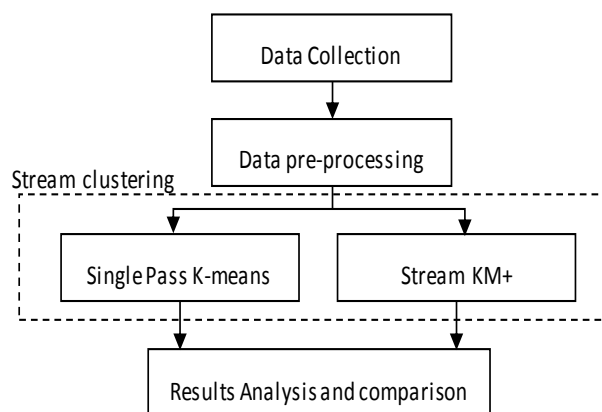 Data Collection
Data pre-processing
Stream clustering
Single Pass K-means
Stream KM+
Results Analysis and comparison